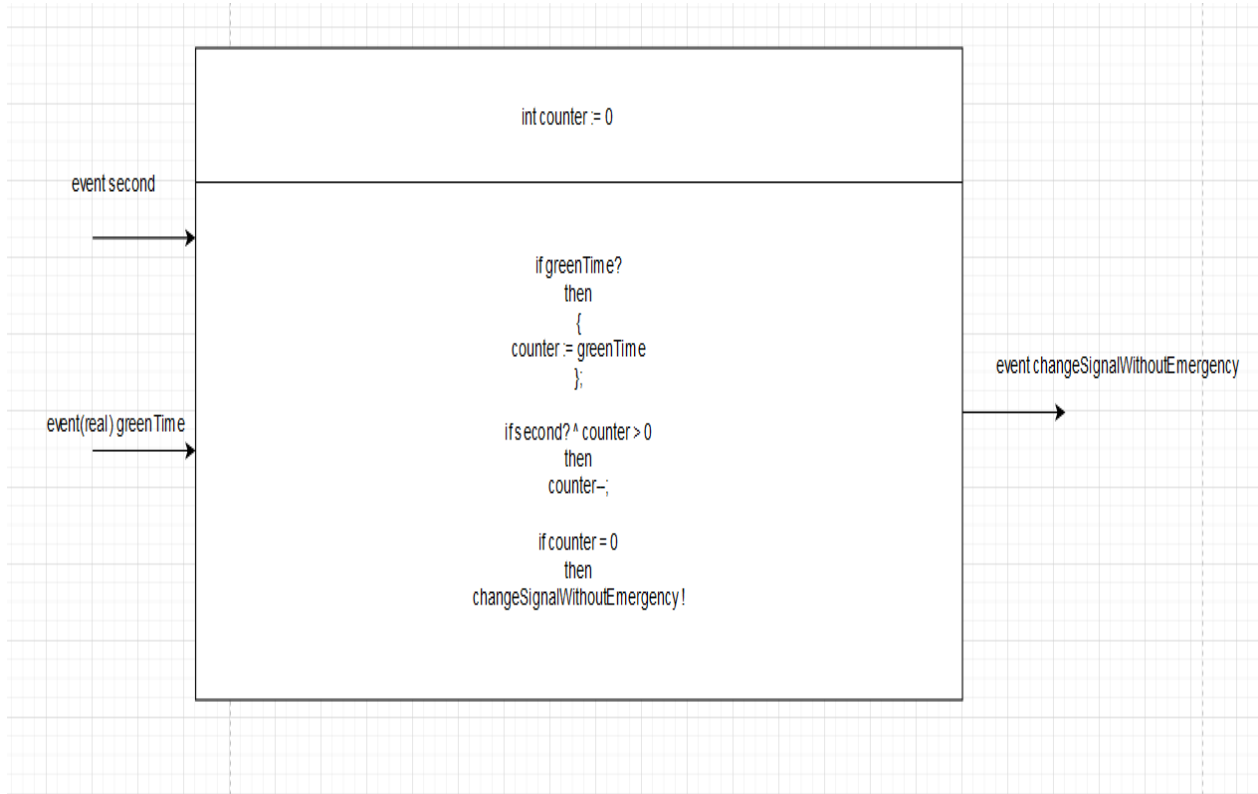 int counter := 0
event second
if greenTime?
then
{
counter := greenTime
};
event changeSignalWithoutEmergency
event(real) greenTime
if second? ^ counter > 0
then
counter--;
if counter = 0
then
changeSignalWithoutEmergency!